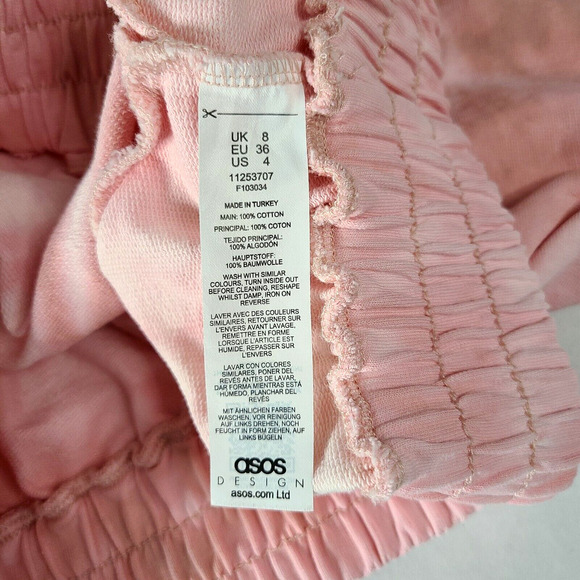 UK 8
EU 36
US 4
11253707
F103034
MADE IN TURKEY
MAIN: 100% COTTON
PRINCIPAL: 100% COTON
TEJIDO PRINCIPAL:
100% ALGODÓN
HAUPTSTOFF:
100% BAUMWOLLE
WASH WITH SIMILAR
COLOURS, TURN INSIDE OUT
BEFORE CLEANING, RESHAPE
WHILST DAMP, IRON ON
REVERSE
LAVER AVEC DES COULEURS
SIMILAIRES, RETOURNER SUR
L'ENVERS AVANT LAVAGE,
REMETTRE EN FORME
LORSQUE L'ARTICLE EST
HUMIDE, REPASSER SUR
L'ENVERS
LAVAR CON COLORES
SIMILARES, PONER DEL
REVÉS ANTES DE LAVAR,
DAR FORMA MIENTRAS ESTÁ
HÚMEDO, PLANCHAR DEL
REVÉS
MIT ÄHNLICHEN FARBEN
WASCHEN, VOR REINIGUNG
AUF LINKS DREHEN, NOCH
FEUCHT IN FORM ZIEHEN, AUF
LINKS BÜGELN
asos
DESIGN
asos.com Ltd